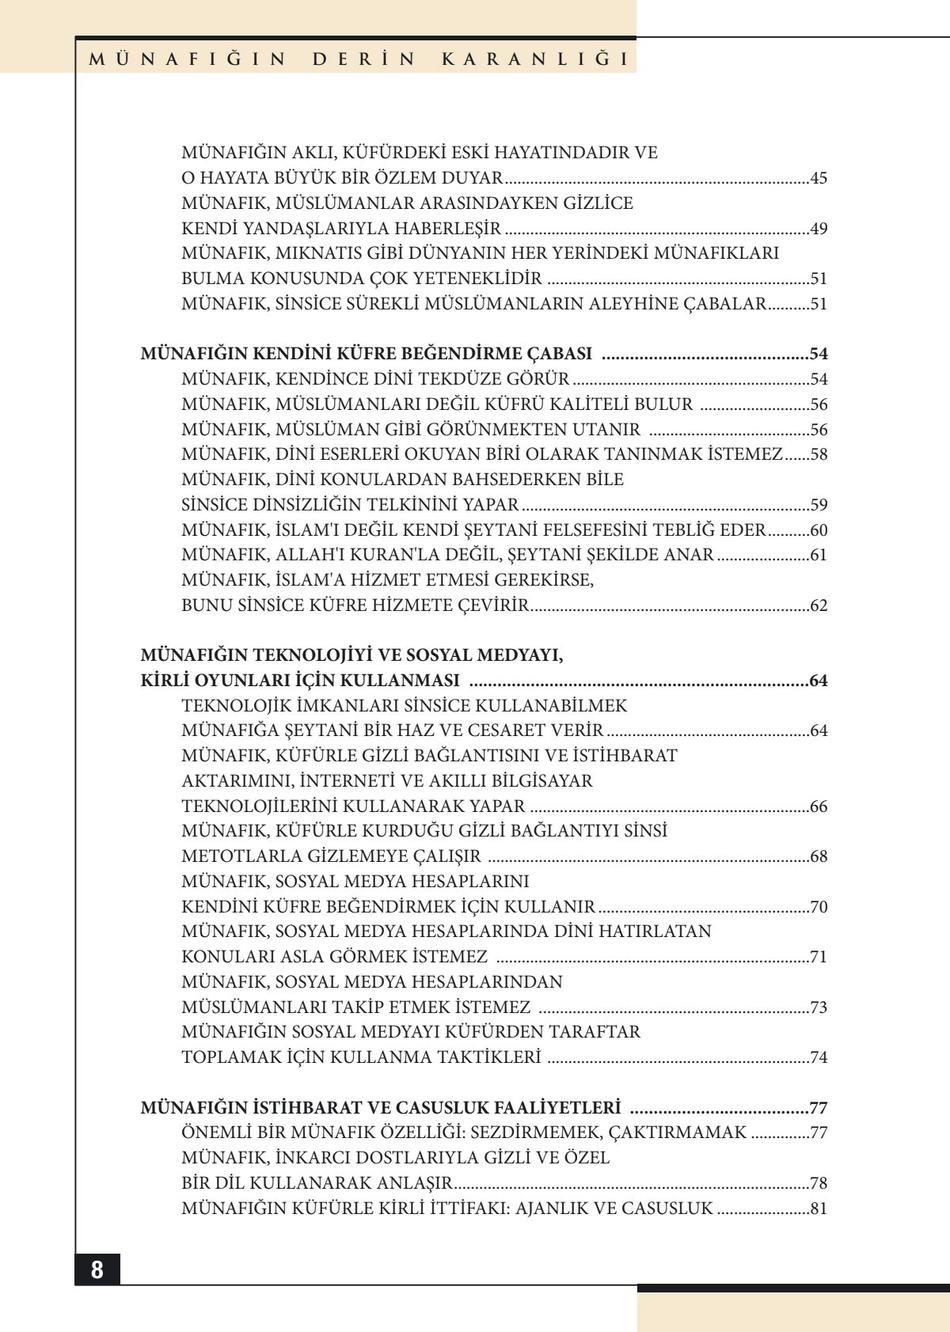 MÜNAFIĞIN DERİN KARANLIĞI
MÜNAFIĞIN AKLI, KÜFÜRDEKİ ESKİ HAYATINDADIR VE
O HAYATA BÜYÜK BİR ÖZLEM DUYAR........................................................................45
MÜNAFIK, MÜSLÜMANLAR ARASINDAYKEN GİZLİCE
KENDİ YANDAŞLARIYLA HABERLEŞİR ........................................................................49
MÜNAFIK, MIKNATIS GİBİ DÜNYANIN HER YERİNDEKİ MÜNAFIKLARI
BULMA KONUSUNDA ÇOK YETENEKLİDİR ..............................................................51
MÜNAFIK, SİNSİCE SÜREKLİ MÜSLÜMANLARIN ALEYHİNE ÇABALAR..........51
MÜNAFIĞIN KENDİNİ KÜFRE BEĞENDİRME ÇABASI ............................................54
MÜNAFIK, KENDİNCE DİNİ TEKDÜZE GÖRÜR ........................................................54
MÜNAFIK, MÜSLÜMANLARI DEĞİL KÜFRÜ KALİTELİ BULUR ..........................56
MÜNAFIK, MÜSLÜMAN GİBİ GÖRÜNMEKTEN UTANIR ......................................56
MÜNAFIK, DİNİ ESERLERİ OKUYAN BİRİ OLARAK TANINMAK İSTEMEZ......58
MÜNAFIK, DİNİ KONULARDAN BAHSEDERKEN BİLE
SİNSİCE DİNSİZLİĞİN TELKİNİNİ YAPAR....................................................................59
MÜNAFIK, İSLAM'I DEĞİL KENDİ ŞEYTANİ FELSEFESİNİ TEBLİĞ EDER..........60
MÜNAFIK, ALLAH'I KURAN'LA DEĞİL, ŞEYTANİ ŞEKİLDE ANAR ......................61
MÜNAFIK, İSLAM'A HİZMET ETMESİ GEREKİRSE,
BUNU SİNSİCE KÜFRE HİZMETE ÇEVİRİR..................................................................62
MÜNAFIĞIN TEKNOLOJİYİ VE SOSYAL MEDYAYI,
KİRLİ OYUNLARI İÇİN KULLANMASI ........................................................................64
TEKNOLOJİK İMKANLARI SİNSİCE KULLANABİLMEK
MÜNAFIĞA ŞEYTANİ BİR HAZ VE CESARET VERİR ................................................64
MÜNAFIK, KÜFÜRLE GİZLİ BAĞLANTISINI VE İSTİHBARAT
AKTARIMINI, İNTERNETİ VE AKILLI BİLGİSAYAR
TEKNOLOJİLERİNİ KULLANARAK YAPAR ..................................................................66
MÜNAFIK, KÜFÜRLE KURDUĞU GİZLİ BAĞLANTIYI SİNSİ
METOTLARLA GİZLEMEYE ÇALIŞIR ............................................................................68
MÜNAFIK, SOSYAL MEDYA HESAPLARINI
KENDİNİ KÜFRE BEĞENDİRMEK İÇİN KULLANIR..................................................70
MÜNAFIK, SOSYAL MEDYA HESAPLARINDA DİNİ HATIRLATAN
KONULARI ASLA GÖRMEK İSTEMEZ ..........................................................................71
MÜNAFIK, SOSYAL MEDYA HESAPLARINDAN
MÜSLÜMANLARI TAKİP ETMEK İSTEMEZ ................................................................73
MÜNAFIĞIN SOSYAL MEDYAYI KÜFÜRDEN TARAFTAR
TOPLAMAK İÇİN KULLANMA TAKTİKLERİ ..............................................................74
MÜNAFIĞIN İSTİHBARAT VE CASUSLUK FAALİYETLERİ ......................................77
ÖNEMLİ BİR MÜNAFIK ÖZELLİĞİ: SEZDİRMEMEK, ÇAKTIRMAMAK ..............77
MÜNAFIK, İNKARCI DOSTLARIYLA GİZLİ VE ÖZEL
BİR DİL KULLANARAK ANLAŞIR....................................................................................78
MÜNAFIĞIN KÜFÜRLE KİRLİ İTTİFAKI: AJANLIK VE CASUSLUK ......................81
8